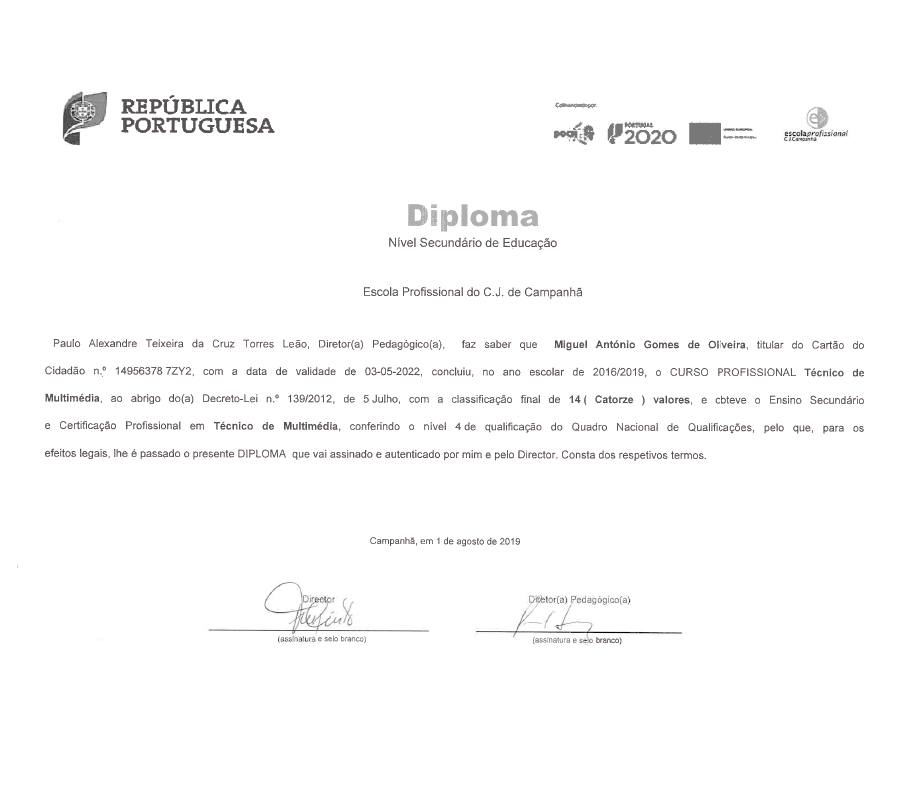 REPÚBLICA
PORTUGUESA
Cofinanciado por:
POCH
PORTUGAL
2020
UNIÃO EUROPEIA
escolaprofissional
C.J.Campanhã
Diploma
Nível Secundário de Educação
Escola Profissional do C.J. de Campanhã
Paulo Alexandre Teixeira da Cruz Torres Leão, Diretor(a) Pedagógico(a), faz saber que Miguel António Gomes de Oliveira, titular do Cartão do
Cidadão n.º 14956378 7ZY2, com a data de validade de 03-05-2022, concluiu, no ano escolar de 2016/2019, o CURSO PROFISSIONAL Técnico de
Multimédia, ao abrigo do(a) Decreto-Lei n.º 139/2012, de 5 Julho, com a classificação final de 14 ( Catorze ) valores, e cbteve o Ensino Secundário
e Certificação Profissional em Técnico de Multimédia, conferindo o nível 4 de qualificação do Quadro Nacional de Qualificações, pelo que, para os
efeitos legais, lhe é passado o presente DIPLOMA que vai assinado e autenticado por mim e pelo Director. Consta dos respetivos termos.
Campanhã, em 1 de agosto de 2019
Director
Diretor(a) Pedagógico(a)
(assinatura e selo branco)
(assinatura e selo branco)